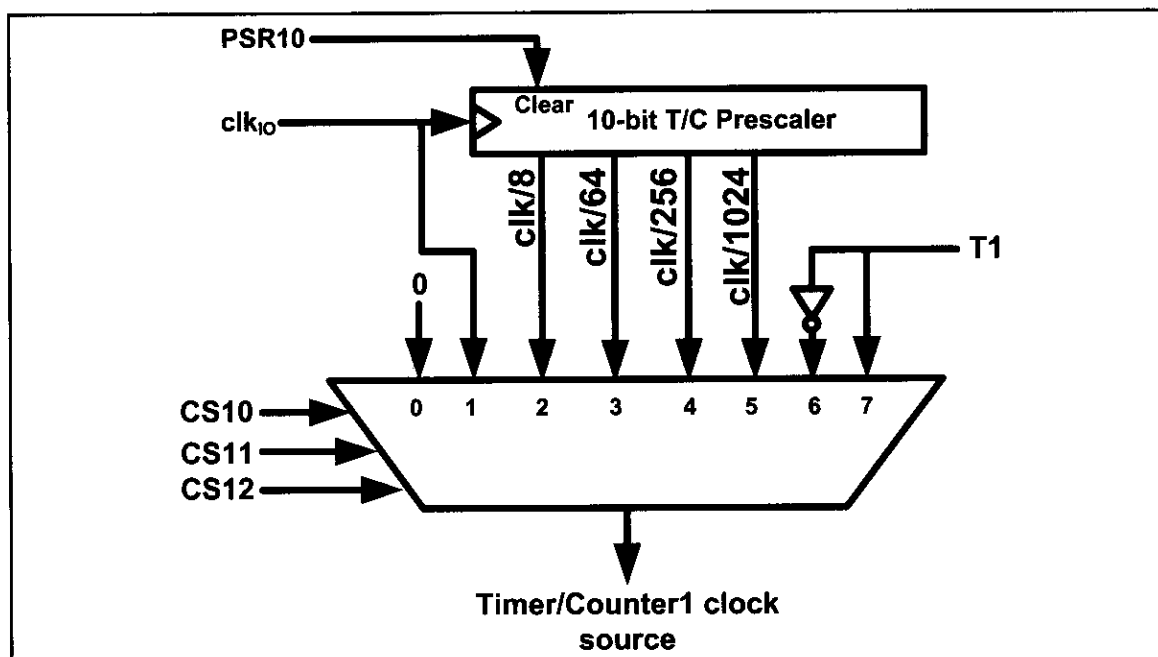 PSR10
Clear
clkIO
10-bit T/C Prescaler
clk/8
clk/64
clk/256
clk/1024
T1
0
0 1 2 3 4 5 6 7
CS10
CS11
CS12
Timer/Counter1 clock
source